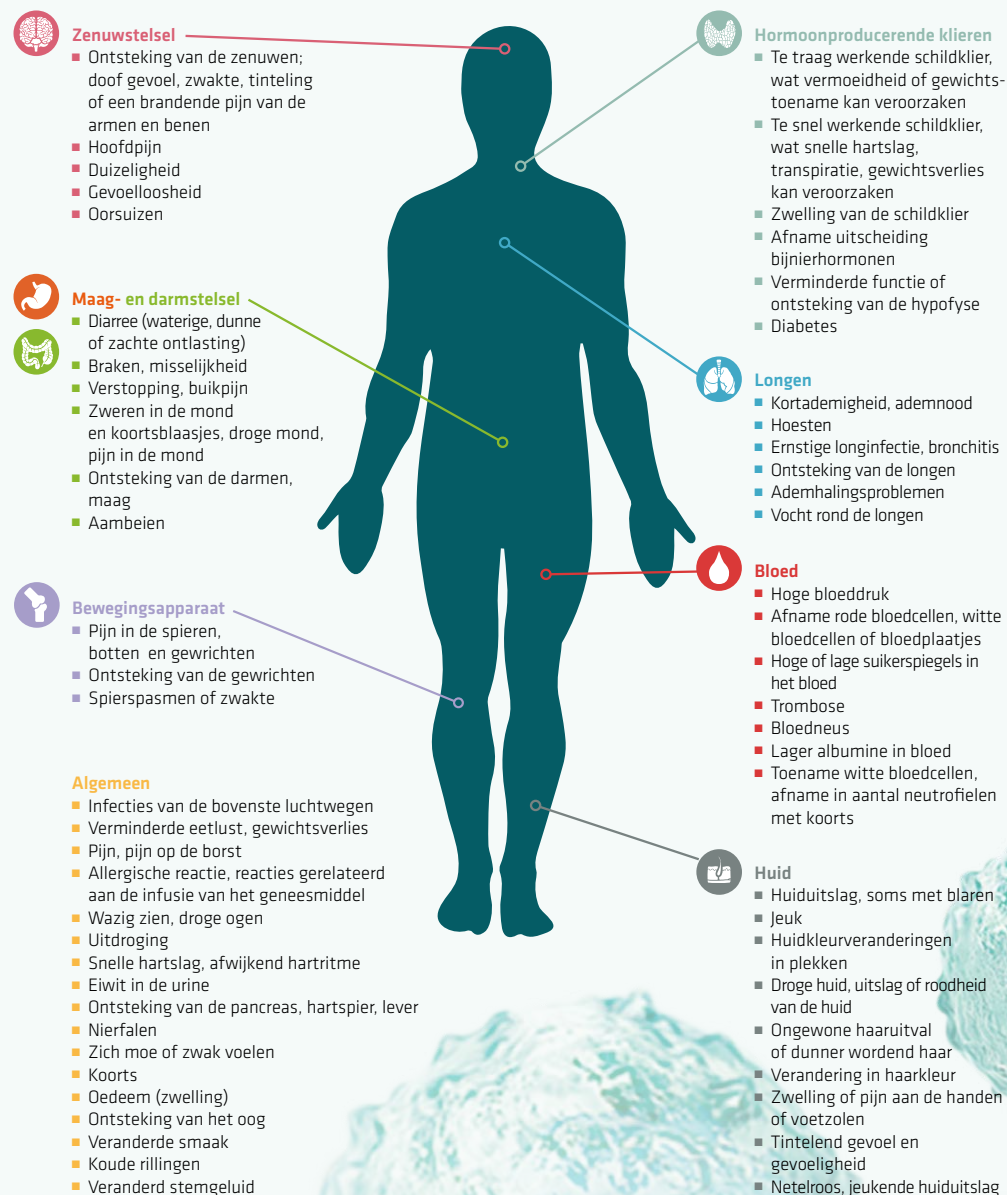 Zenuwstelsel
■ Ontsteking van de zenuwen;
doof gevoel, zwakte, tinteling
of een brandende pijn van de
armen en benen
■ Hoofdpijn
■ Duizeligheid
■ Gevoelloosheid
■ Oorsuizen
Maag- en darmstelsel
■ Diarree (waterige, dunne
of zachte ontlasting)
■ Braken, misselijkheid
■ Verstopping, buikpijn
■ Zweren in de mond
en koortsblaasjes, droge mond,
pijn in de mond
■ Ontsteking van de darmen,
maag
■ Aambeien
Bewegingsapparaat
■ Pijn in de spieren,
botten en gewrichten
■ Ontsteking van de gewrichten
■ Spierspasmen of zwakte
Algemeen
■ Infecties van de bovenste luchtwegen
■ Verminderde eetlust, gewichtsverlies
■ Pijn, pijn op de borst
■ Allergische reactie, reacties gerelateerd
aan de infusie van het geneesmiddel
■ Wazig zien, droge ogen
■ Uitdroging
■ Snelle hartslag, afwijkend hartritme
■ Eiwit in de urine
■ Ontsteking van de pancreas, hartspier, lever
■ Nierfalen
■ Zich moe of zwak voelen
■ Koorts
■ Oedeem (zwelling)
■ Ontsteking van het oog
■ Veranderde smaak
■ Koude rillingen
■ Veranderd stemgeluid
Hormoonproducerende klieren
■ Te traag werkende schildklier,
wat vermoeidheid of gewichts-
toename kan veroorzaken
■ Te snel werkende schildklier,
wat snelle hartslag,
transpiratie, gewichtsverlies
kan veroorzaken
■ Zwelling van de schildklier
■ Afname uitscheiding
bijnierhormonen
■ Verminderde functie of
ontsteking van de hypofyse
■ Diabetes
Longen
■ Kortademigheid, ademnood
■ Hoesten
■ Ernstige longinfectie, bronchitis
■ Ontsteking van de longen
■ Ademhalingsproblemen
■ Vocht rond de longen
Bloed
■ Hoge bloeddruk
■ Afname rode bloedcellen, witte
bloedcellen of bloedplaatjes
■ Hoge of lage suikerspiegels in
het bloed
■ Trombose
■ Bloedneus
■ Lager albumine in bloed
■ Toename witte bloedcellen,
afname in aantal neutrofielen
met koorts
Huid
■ Huiduitslag, soms met blaren
■ Jeuk
■ Huidkleurveranderingen
in plekken
■ Droge huid, uitslag of roodheid
van de huid
■ Ongewone haaruitval
of dunner wordend haar
■ Verandering in haarkleur
■ Zwelling of pijn aan de handen
of voetzolen
■ Tintelend gevoel en
gevoeligheid
■ Netelroos, jeukende huiduitslag